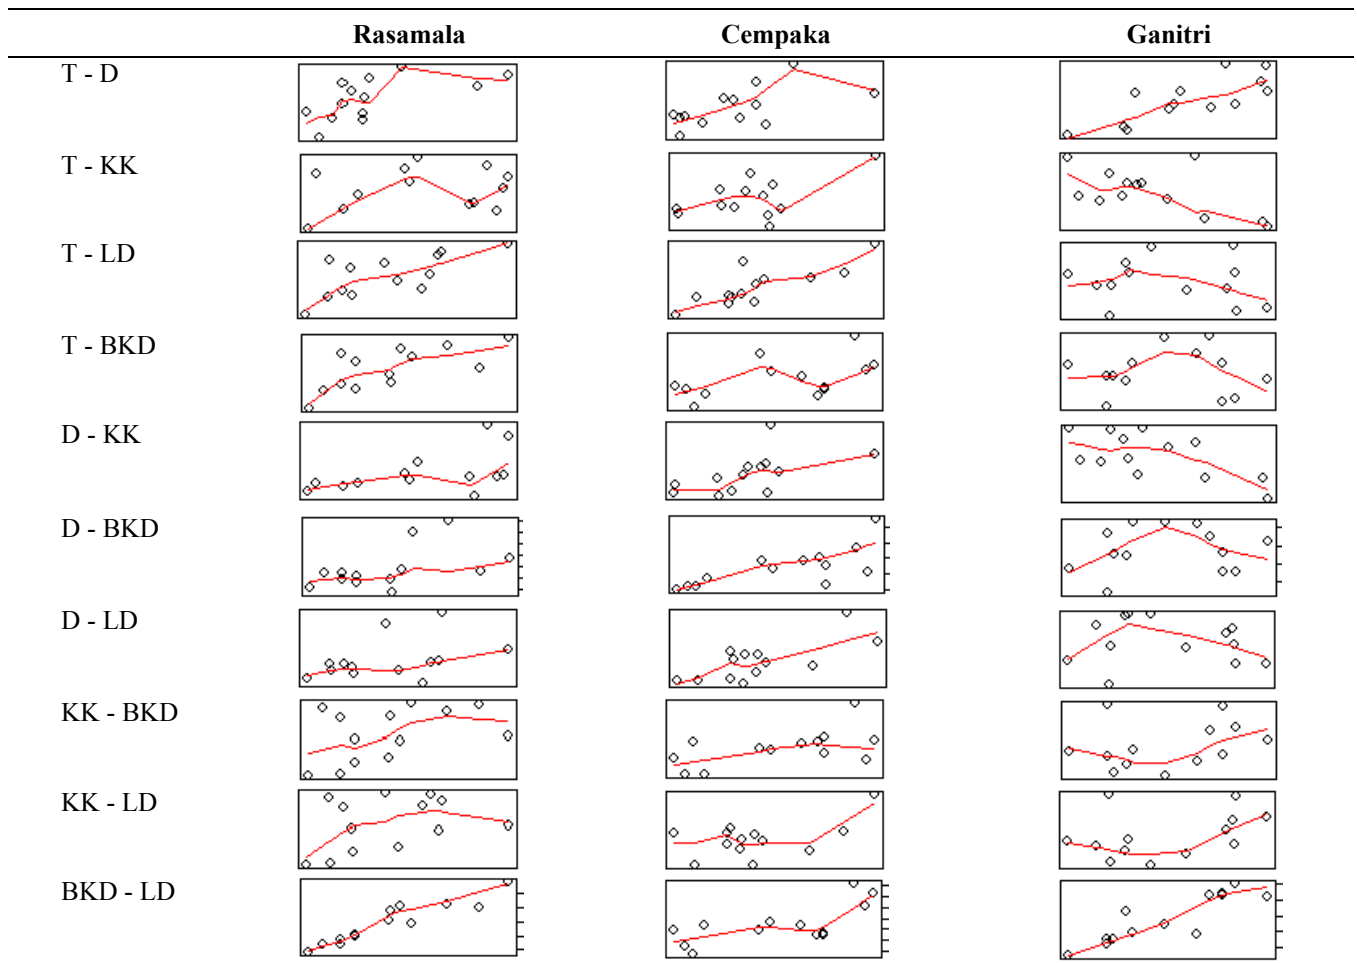 Rasamala Cempaka Ganitri
T - D
T - KK
T - LD
T - BKD
D - KK
D - BKD
D - LD
KK - BKD
KK - LD
BKD - LD